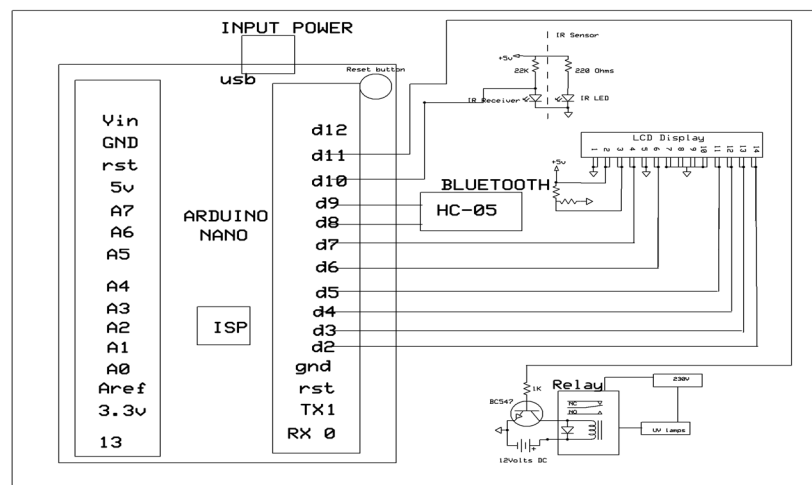 INPUT POWER
usb
Reset button
IR Sensor
+5v
22K
220 Ohms
IR Receiver
IR LED
LCD Display
1 2 3 4 5 6 7 8 9 10 11 12 13 14
+5v
BLUETOOTH
HC-05
ARDUINO
NANO
ISP
Vin
GND
rst
5v
A7
A6
A5
A4
A3
A2
A1
A0
Aref
3.3v
13
d12
d11
d10
d9
d8
d7
d6
d5
d4
d3
d2
gnd
rst
TX1
RX 0
1K
BC547
Relay
NC
NO
230V
UV lamps
+
12Volts DC